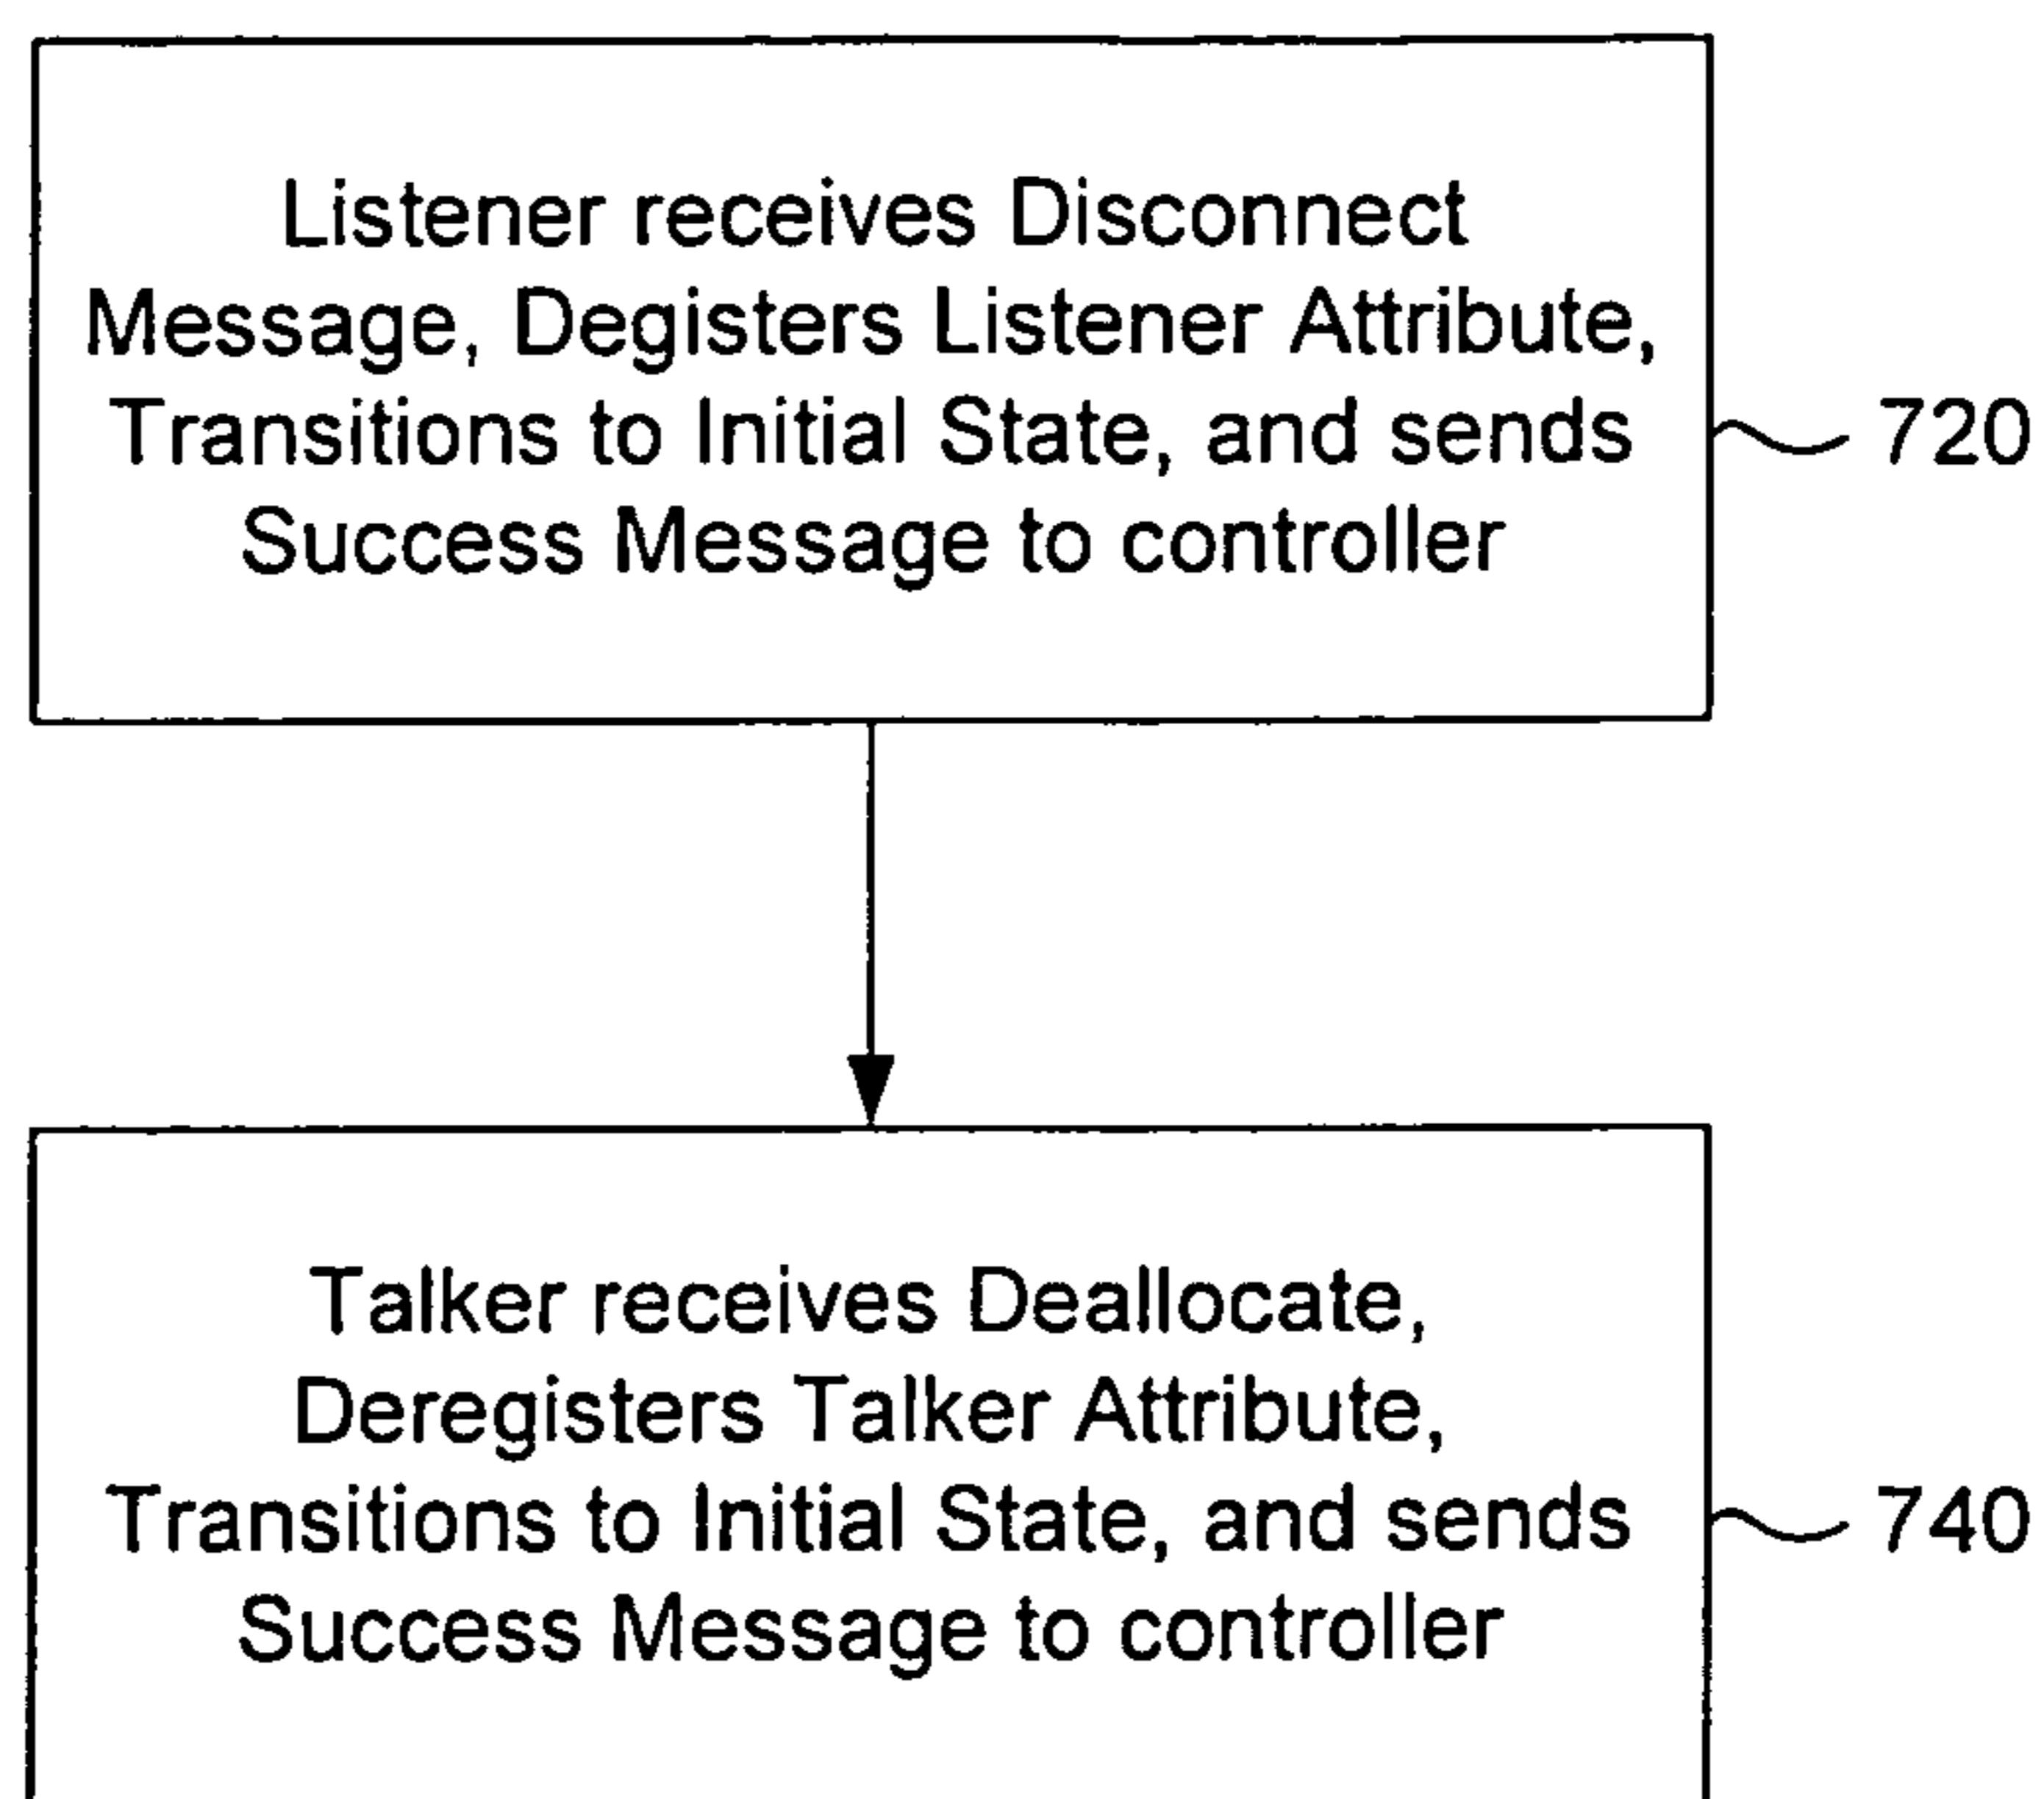 Listener receives Disconnect
Message, Degisters Listener Attribute,
Transitions to Initial State, and sends
Success Message to controller
720
Talker receives Deallocate,
Deregisters Talker Attribute,
Transitions to Initial State, and sends
Success Message to controller
740